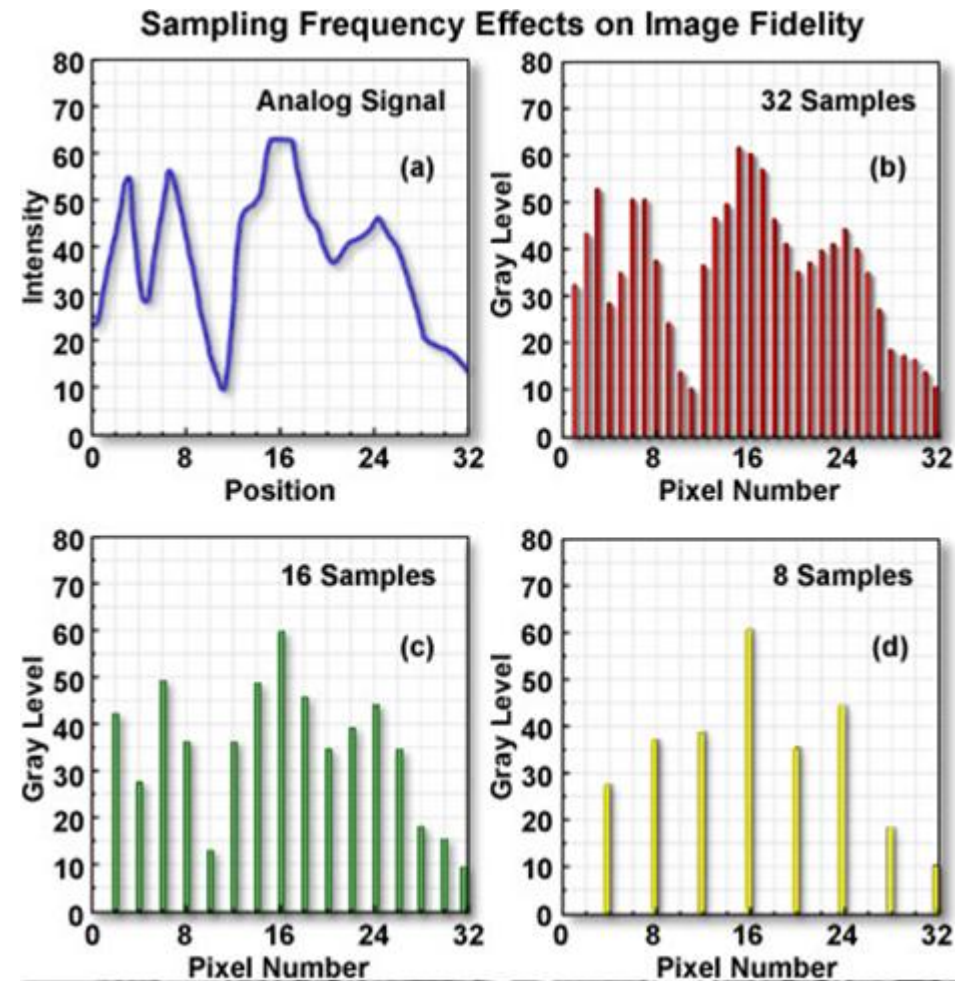 Sampling Frequency Effects on Image Fidelity
80
70
60
50
40
30
20
10
0
Intensity
Analog Signal
(a)
0 8 16 24 32
Position
80
70
60
50
40
30
20
10
0
Gray Level
32 Samples
(b)
0 8 16 24 32
Pixel Number
80
70
60
50
40
30
20
10
0
Gray Level
16 Samples
(c)
0 8 16 24 32
Pixel Number
80
70
60
50
40
30
20
10
0
Gray Level
8 Samples
(d)
0 8 16 24 32
Pixel Number